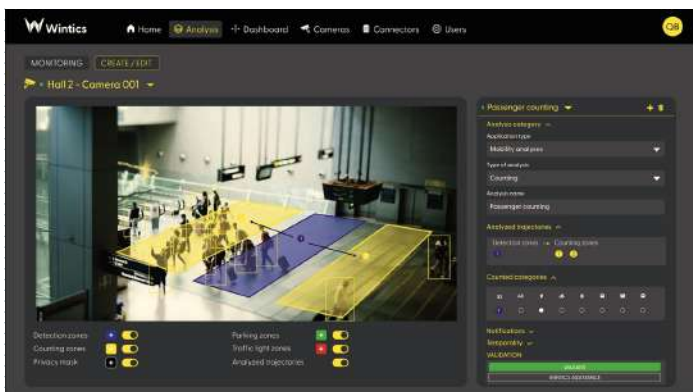 Wintics
Home
Analysis
Dashboard
Cameras
Connectors
Users
QB
MONITORING
CREATE / EDIT
Hall 2 - Camera 001
Detection zones
Counting zones
Privacy mask
Parking zones
Traffic light zones
Analyzed trajectories
Passenger counting
Analysis category
Application type
Mobility analyses
Type of analysis
Counting
Analysis name
Passenger counting
Analyzed trajectories
Detection zones
Counting zones
Counted categories
Notifications
Temporality
VALIDATION
VALIDATE